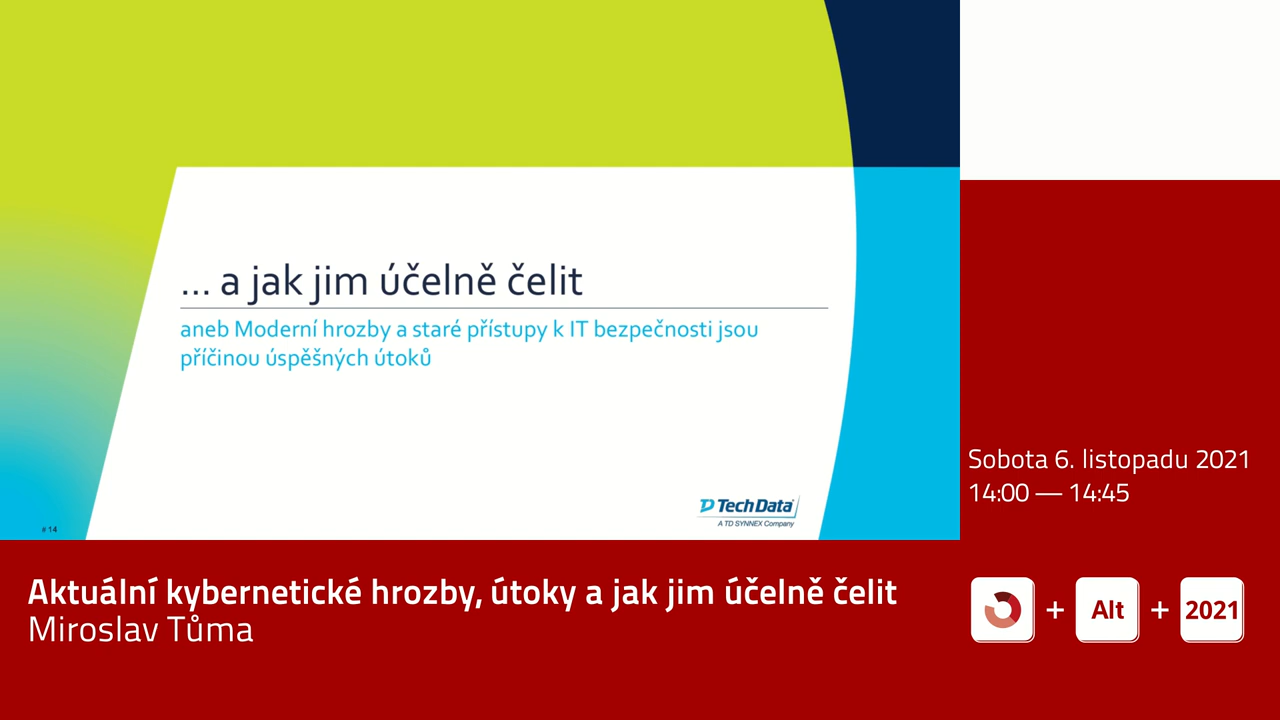 ... a jak jim účelně čelit
aneb Moderní hrozby a staré přístupy k IT bezpečnosti jsou
příčinou úspěšných útoků
# 14
Tech Data
A TD SYNNEX Company
Sobota 6. listopadu 2021
14:00 — 14:45
Aktuální kybernetické hrozby, útoky a jak jim účelně čelit
Miroslav Tůma
+ Alt + 2021